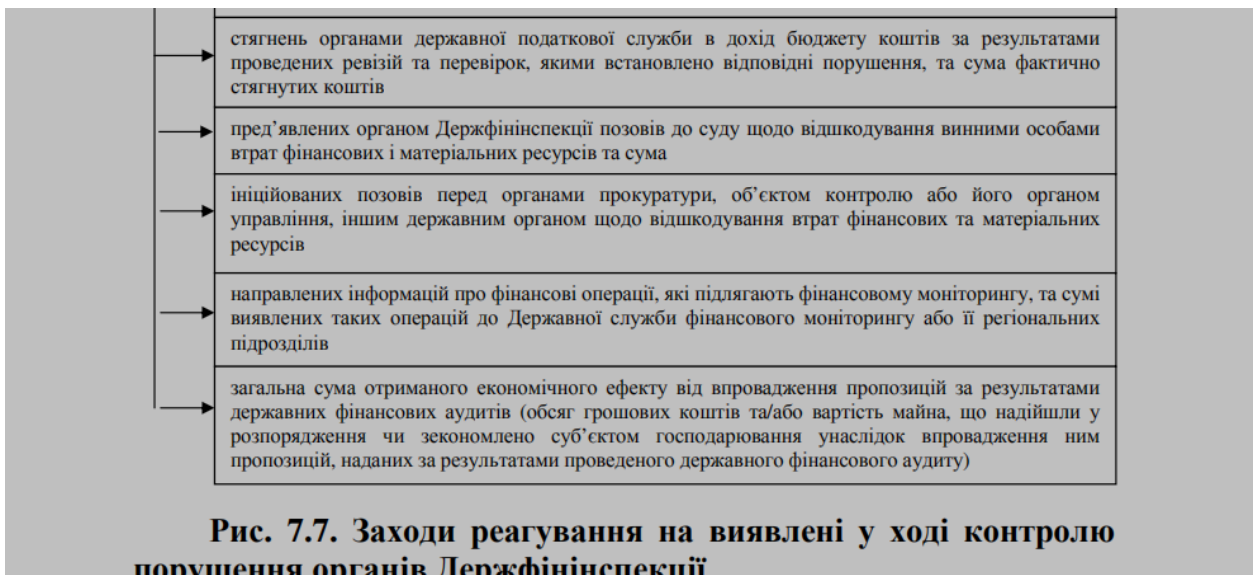 стягнень органами державної податкової служби в дохід бюджету коштів за результатами
проведених ревізій та перевірок, якими встановлено відповідні порушення, та сума фактично
стягнутих коштів
пред’явлених органом Держфінінспекції позовів до суду щодо відшкодування винними особами
втрат фінансових і матеріальних ресурсів та сума
ініційованих позовів перед органами прокуратури, об’єктом контролю або його органом
управління, іншим державним органом щодо відшкодування втрат фінансових та матеріальних
ресурсів
направлених інформацій про фінансові операції, які підлягають фінансовому моніторингу, та сумі
виявлених таких операцій до Державної служби фінансового моніторингу або її регіональних
підрозділів
загальна сума отриманого економічного ефекту від впровадження пропозицій за результатами
державних фінансових аудитів (обсяг грошових коштів та/або вартість майна, що надійшли у
розпорядження чи зекономлено суб’єктом господарювання унаслідок впровадження ним
пропозицій, наданих за результатами проведеного державного фінансового аудиту)
Рис. 7.7. Заходи реагування на виявлені у ході контролю
порушення органів Держфінінспекції